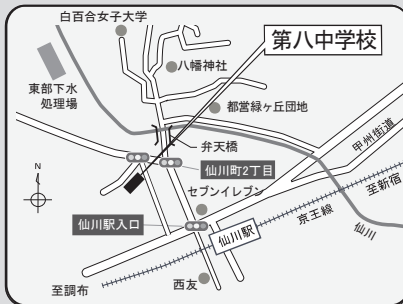 白百合女子大学
第八中学校
八幡神社
東部下水
処理場
都営緑ヶ丘団地
弁天橋
甲州街道
仙川町2丁目
N
セブンイレブン
至新宿
仙川駅入口
京王線
仙川駅
仙川
至調布
西友